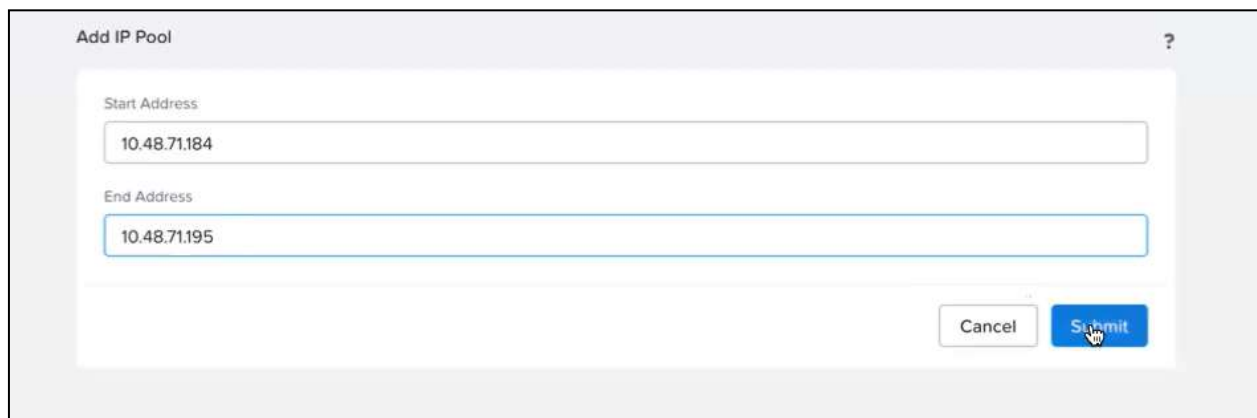 Add IP Pool
?
Start Address
10.48.71.184
End Address
10.48.71.195
Cancel
Submit